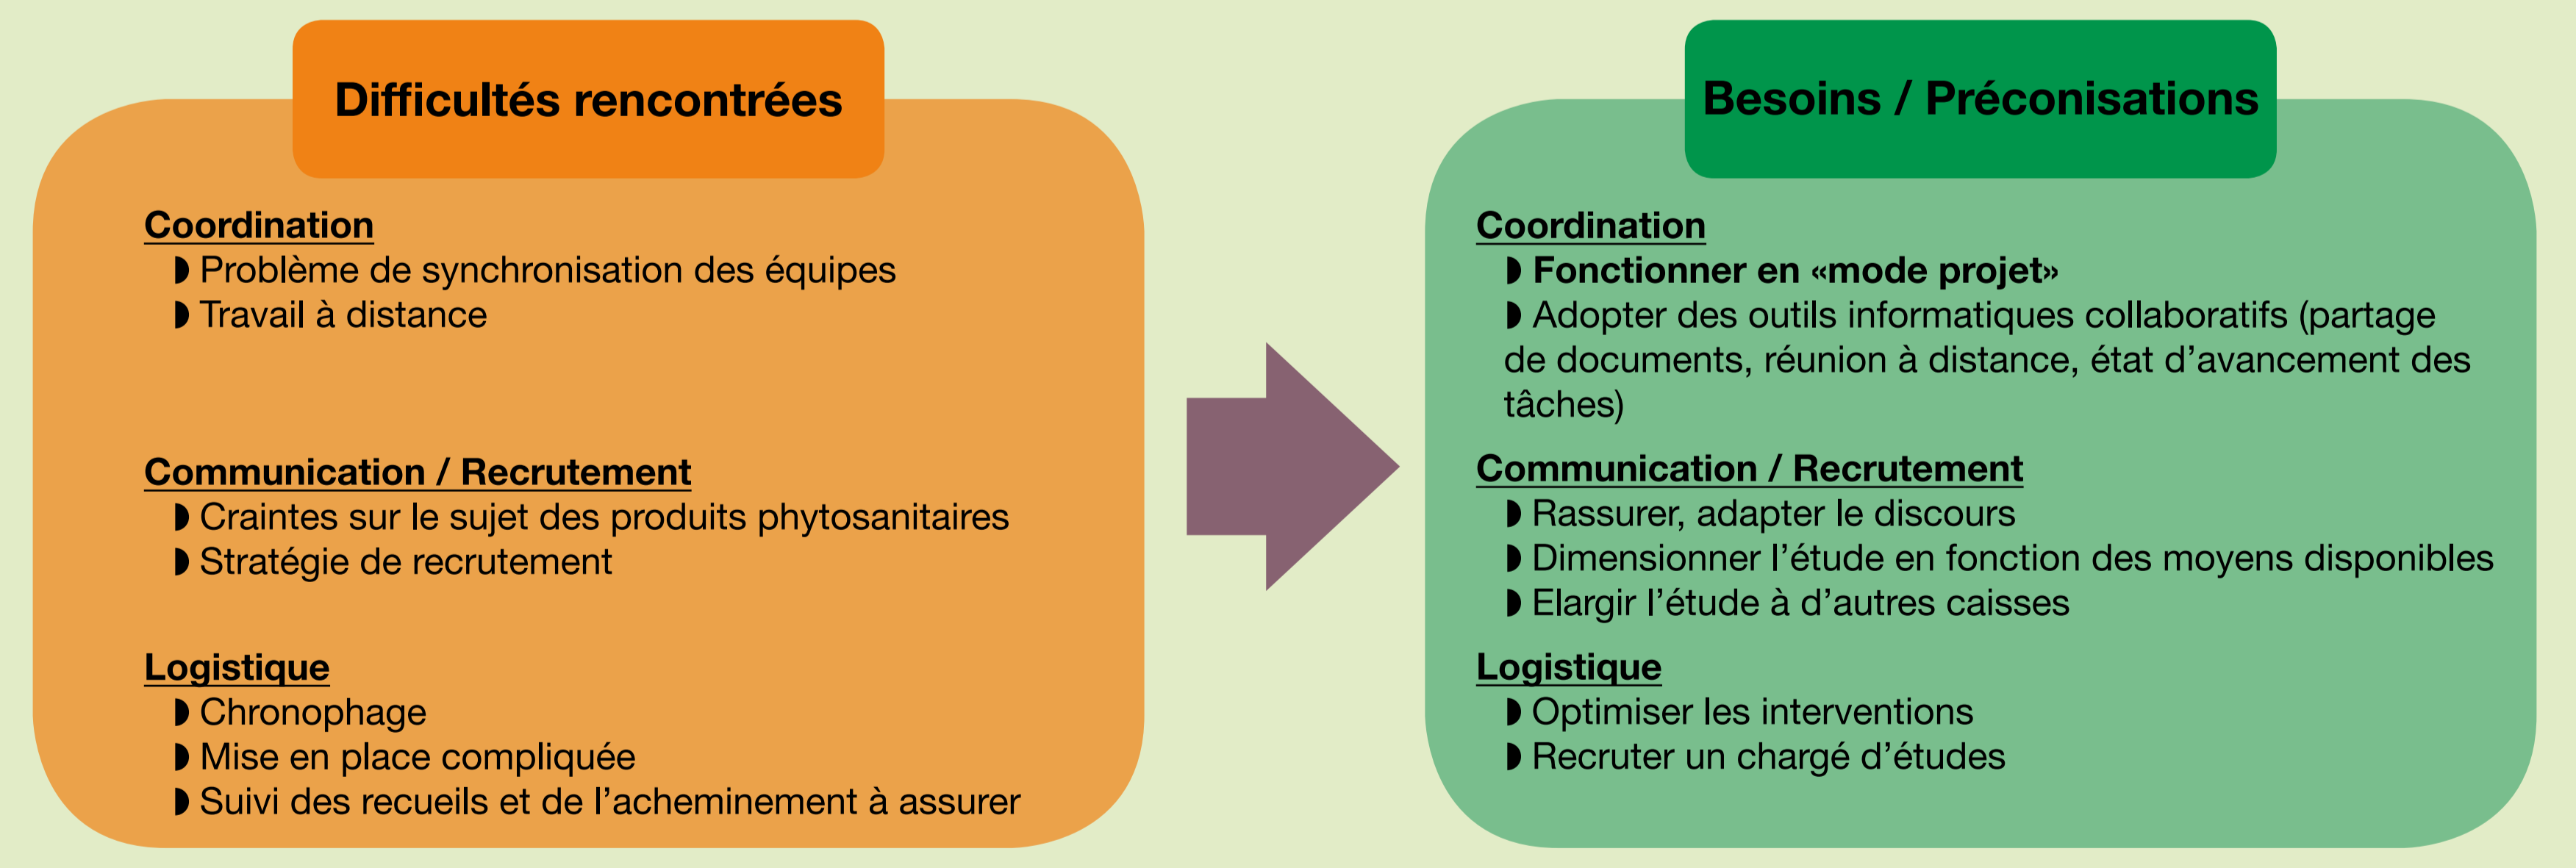 Difficultés rencontrées
Coordination
◗ Problème de synchronisation des équipes
◗ Travail à distance
Communication / Recrutement
◗ Craintes sur le sujet des produits phytosanitaires
◗ Stratégie de recrutement
Logistique
◗ Chronophage
◗ Mise en place compliquée
◗ Suivi des recueils et de l’acheminement à assurer
Besoins / Préconisations
Coordination
◗ Fonctionner en «mode projet»
◗ Adopter des outils informatiques collaboratifs (partage
de documents, réunion à distance, état d’avancement des
tâches)
Communication / Recrutement
◗ Rassurer, adapter le discours
◗ Dimensionner l’étude en fonction des moyens disponibles
◗ Elargir l’étude à d’autres caisses
Logistique
◗ Optimiser les interventions
◗ Recruter un chargé d’études